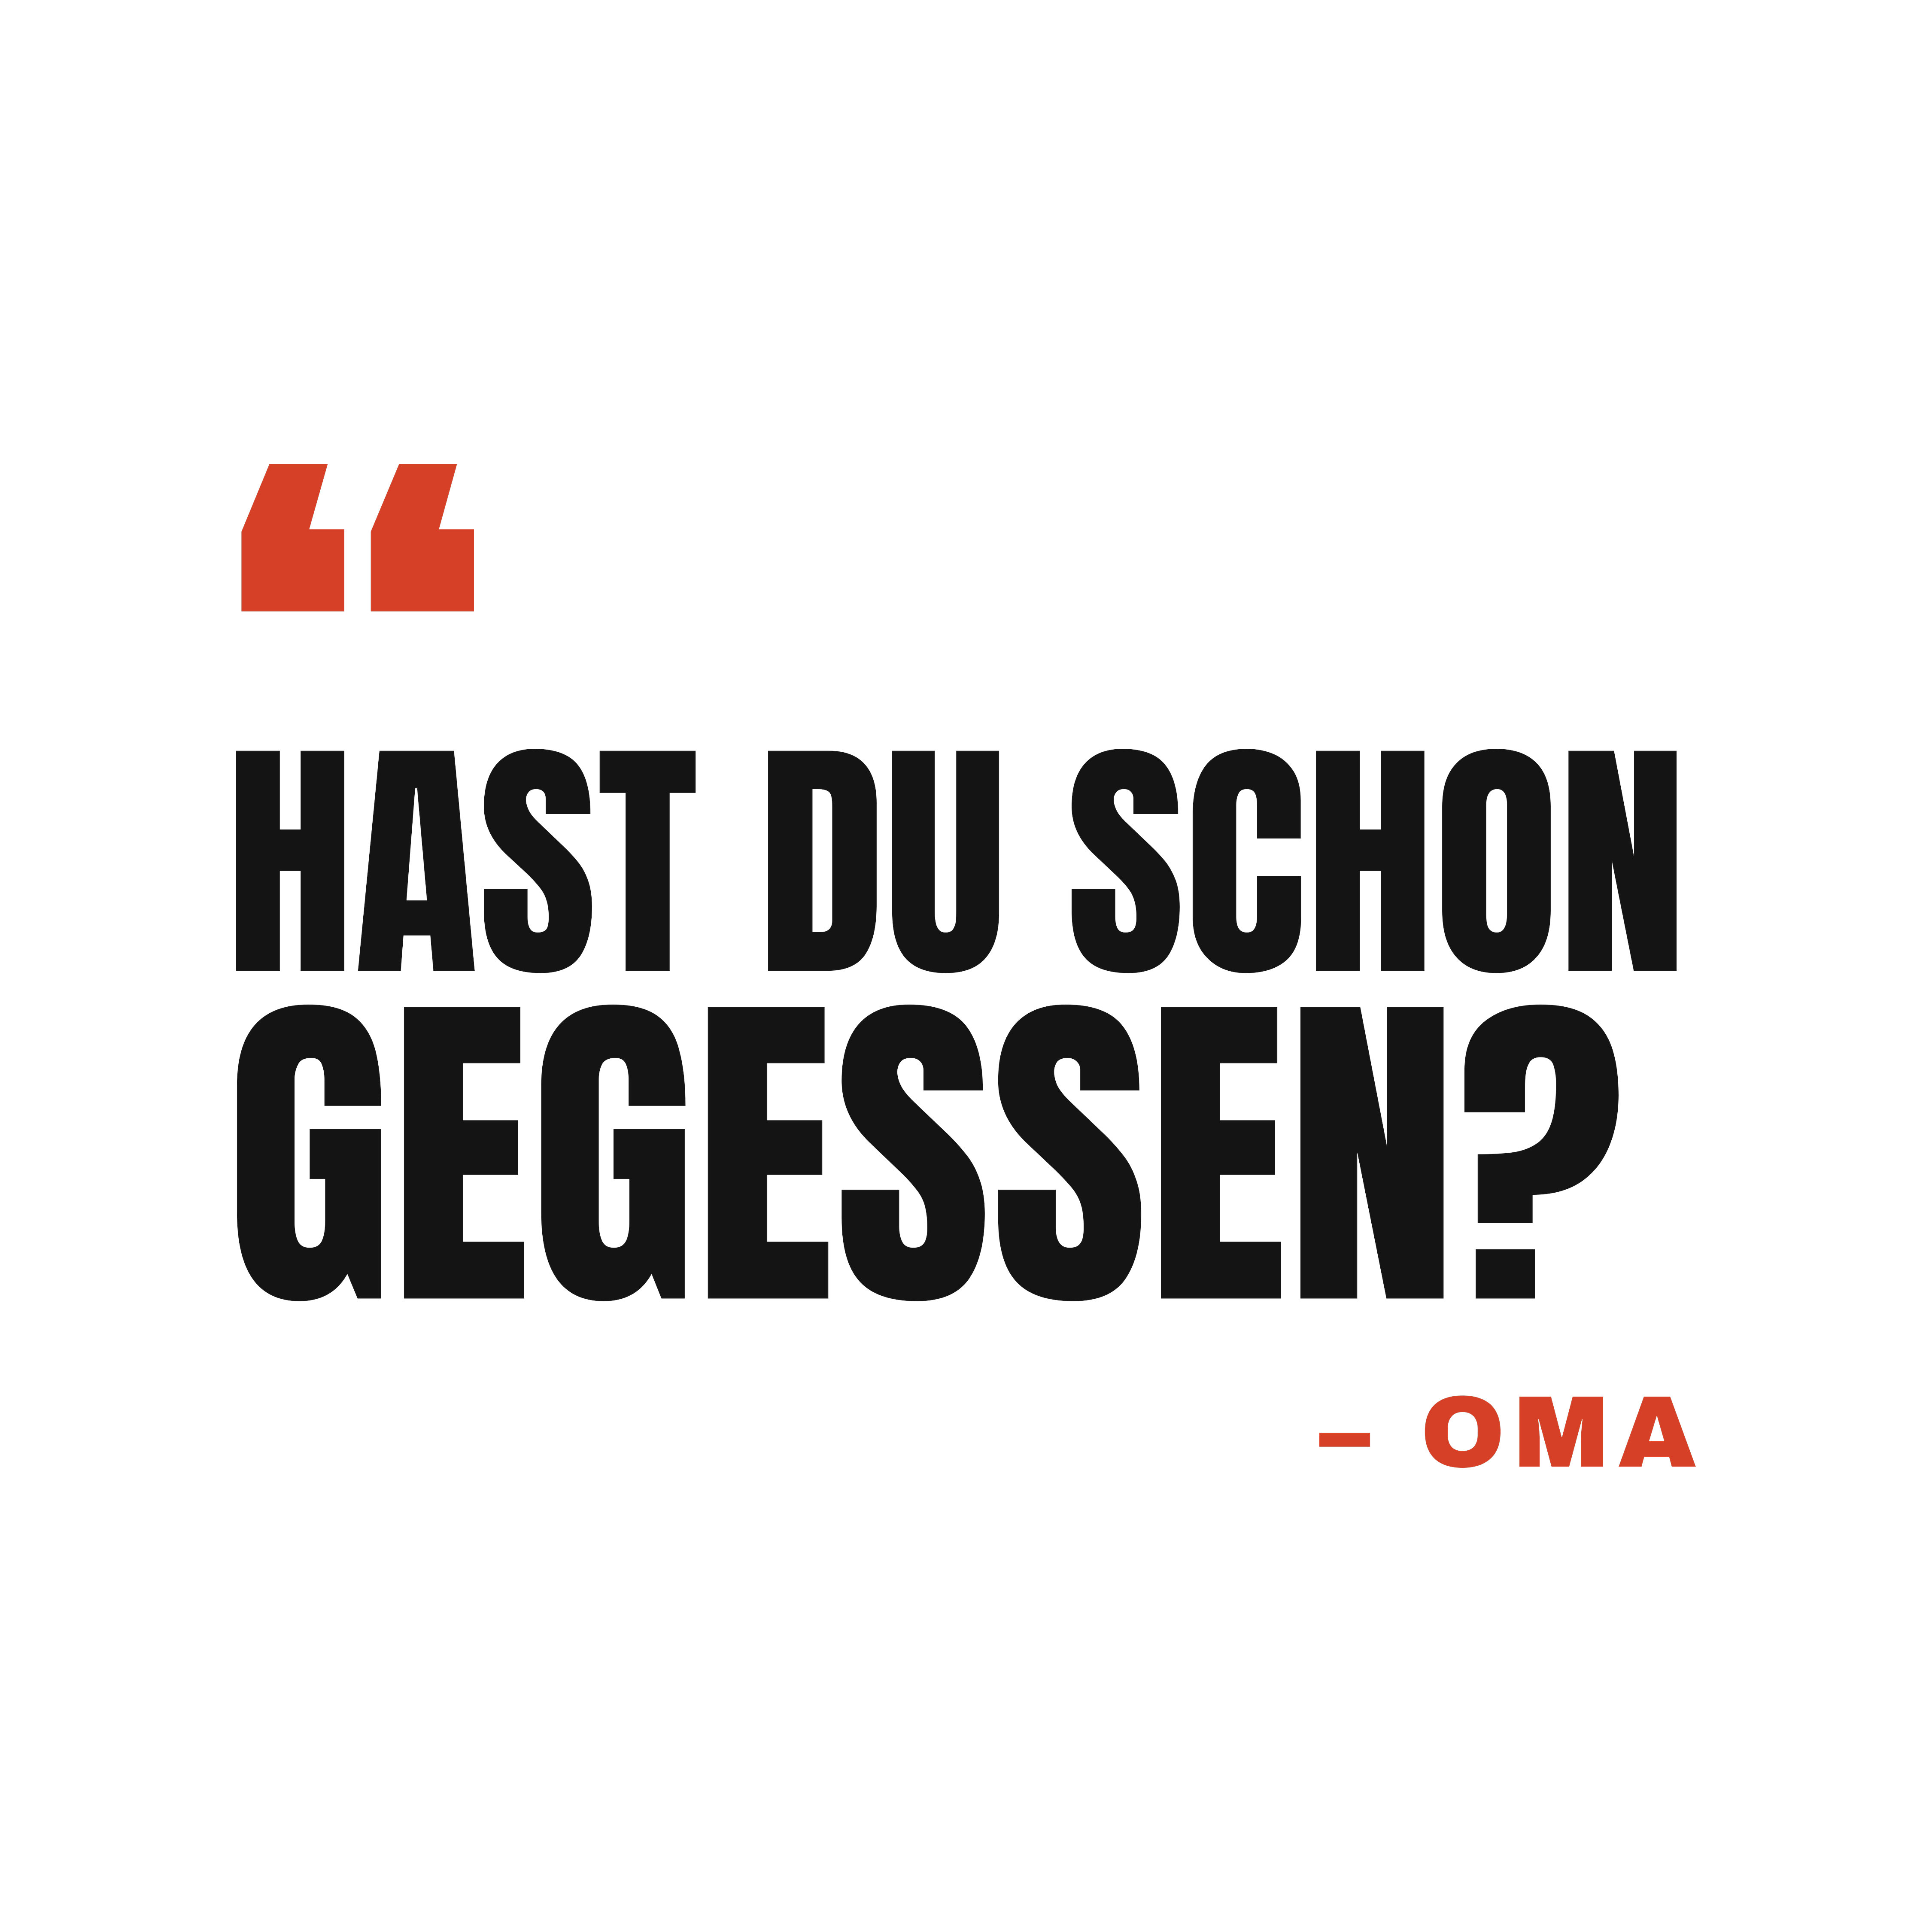 “
HAST DU SCHON
GEGESSEN?
– OMA